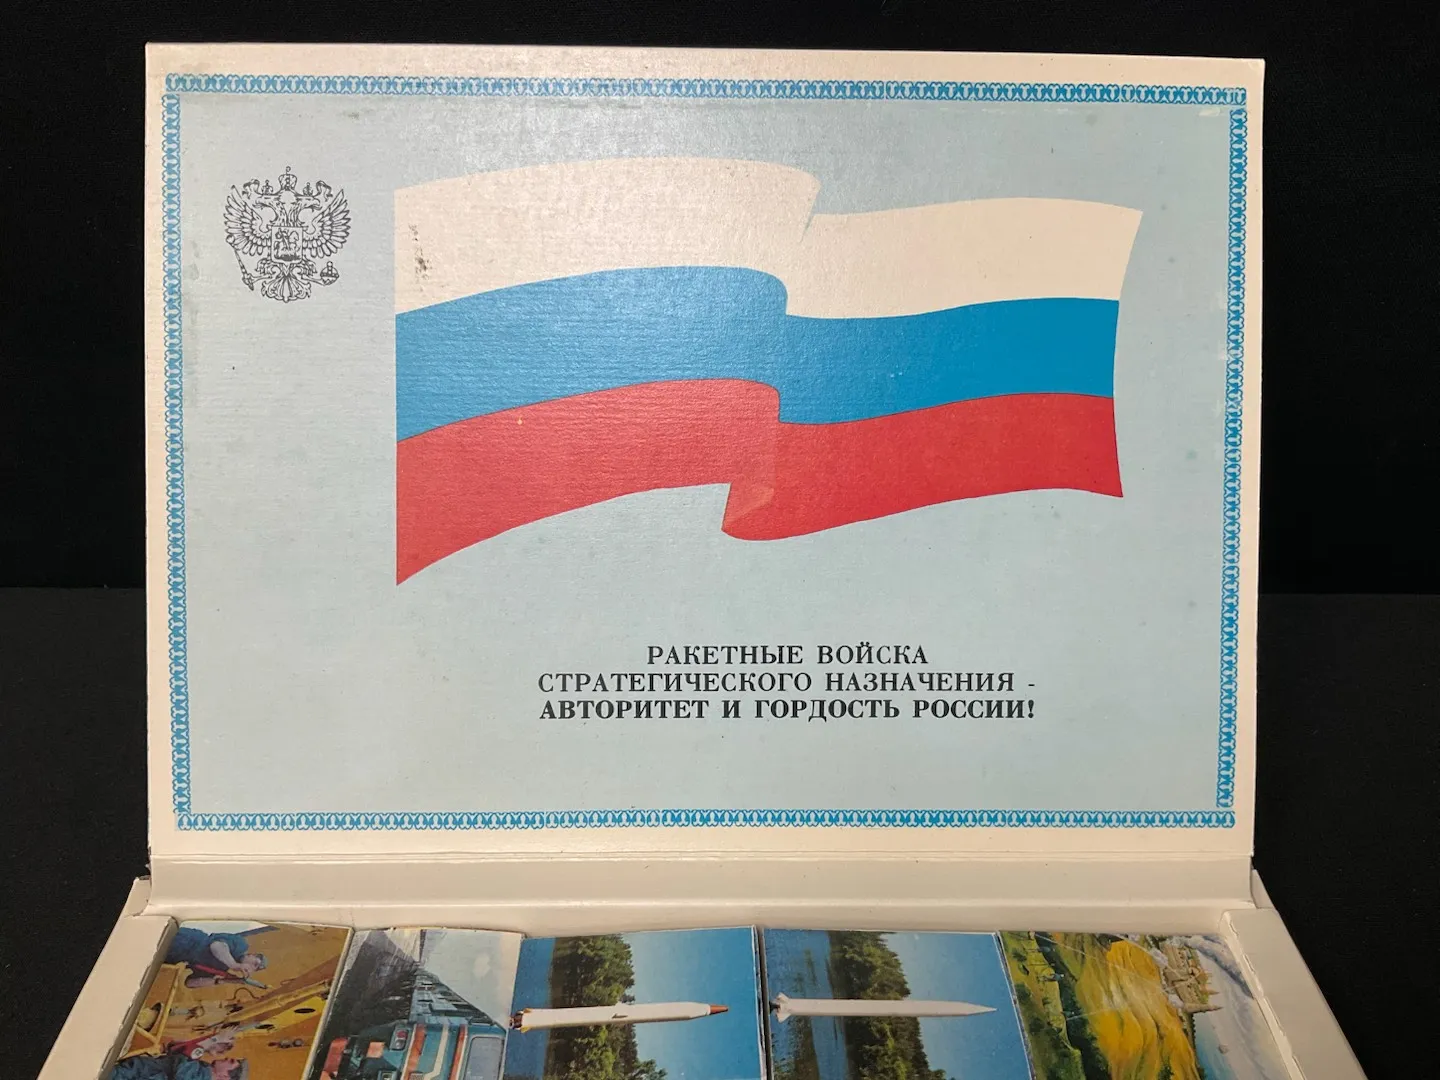 РАКЕТНЫЕ ВОЙСКА
СТРАТЕГИЧЕСКОГО НАЗНАЧЕНИЯ -
АВТОРИТЕТ И ГОРДОСТЬ РОССИИ!